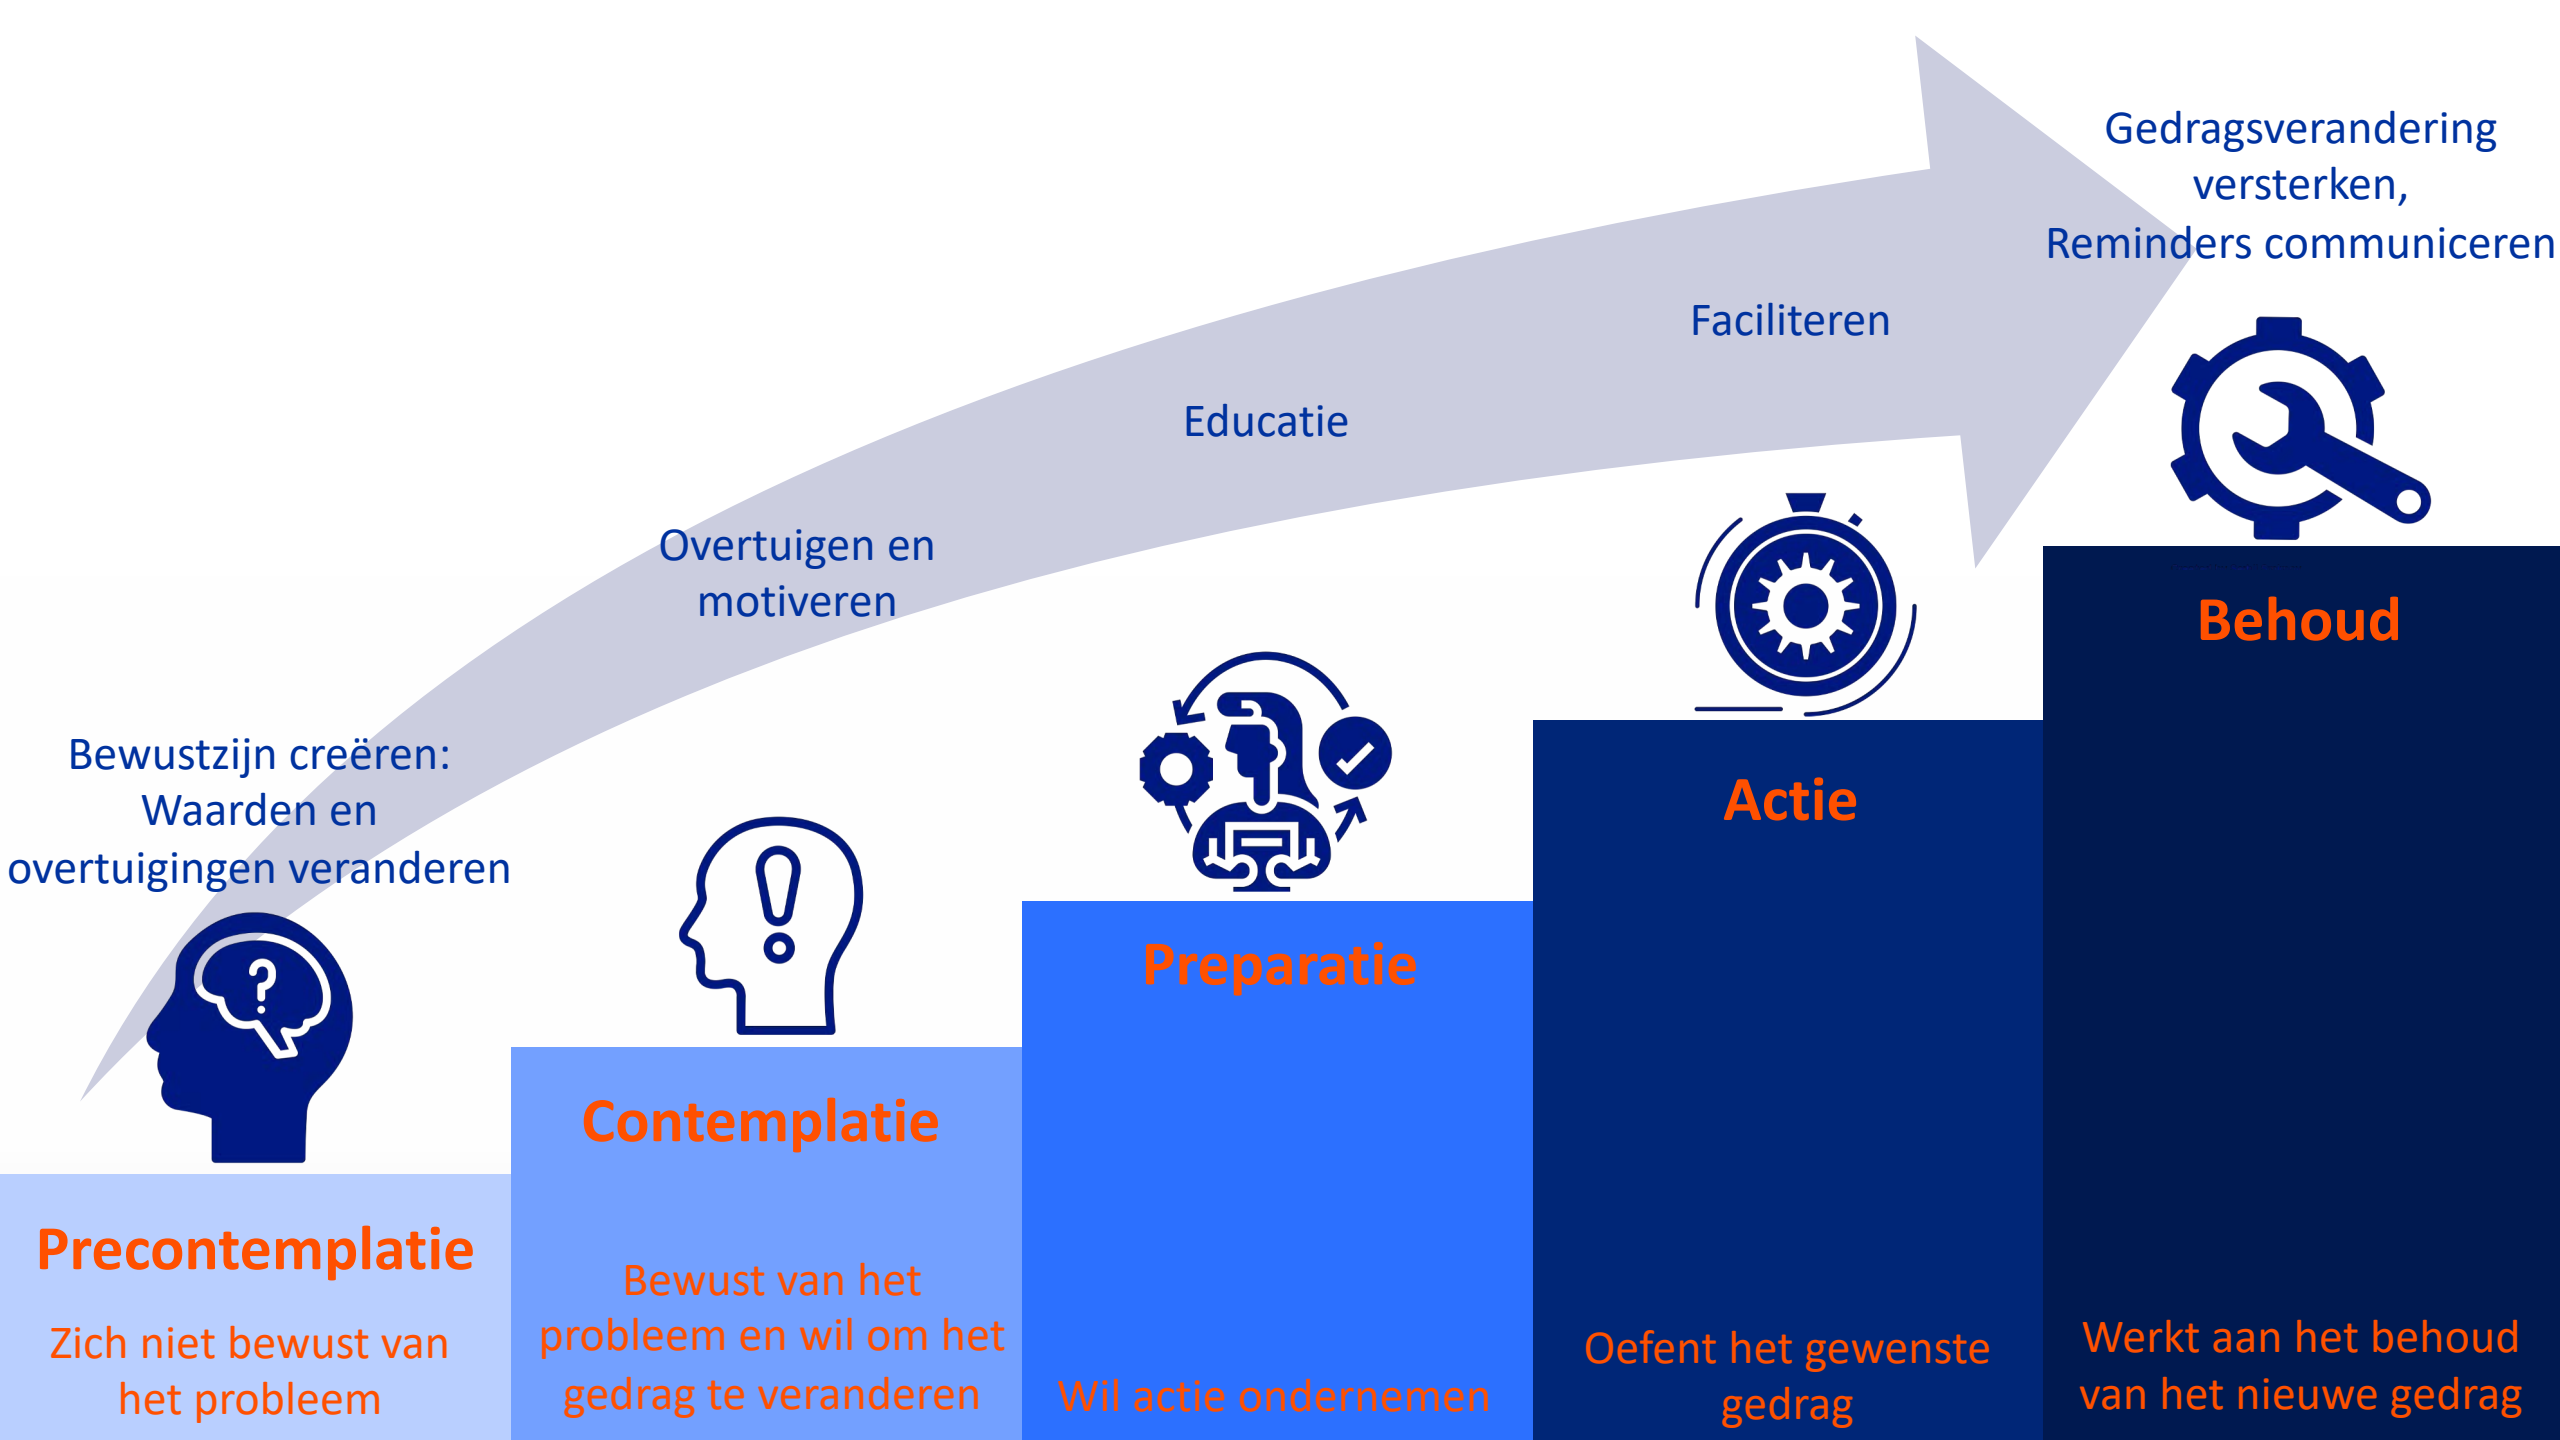 Gedragsverandering
versterken,
Reminders communiceren
Faciliteren
Educatie
Overtuigen en
motiveren
Bewustzijn creëren:
Waarden en
overtuigingen veranderen
?
Behoud
Actie
Preparatie
Contemplatie
Precontemplatie
Zich niet bewust van
het probleem
Bewust van het
probleem en wil om het
gedrag te veranderen
Wil actie ondernemen
Oefent het gewenste
gedrag
Werkt aan het behoud
van het nieuwe gedrag